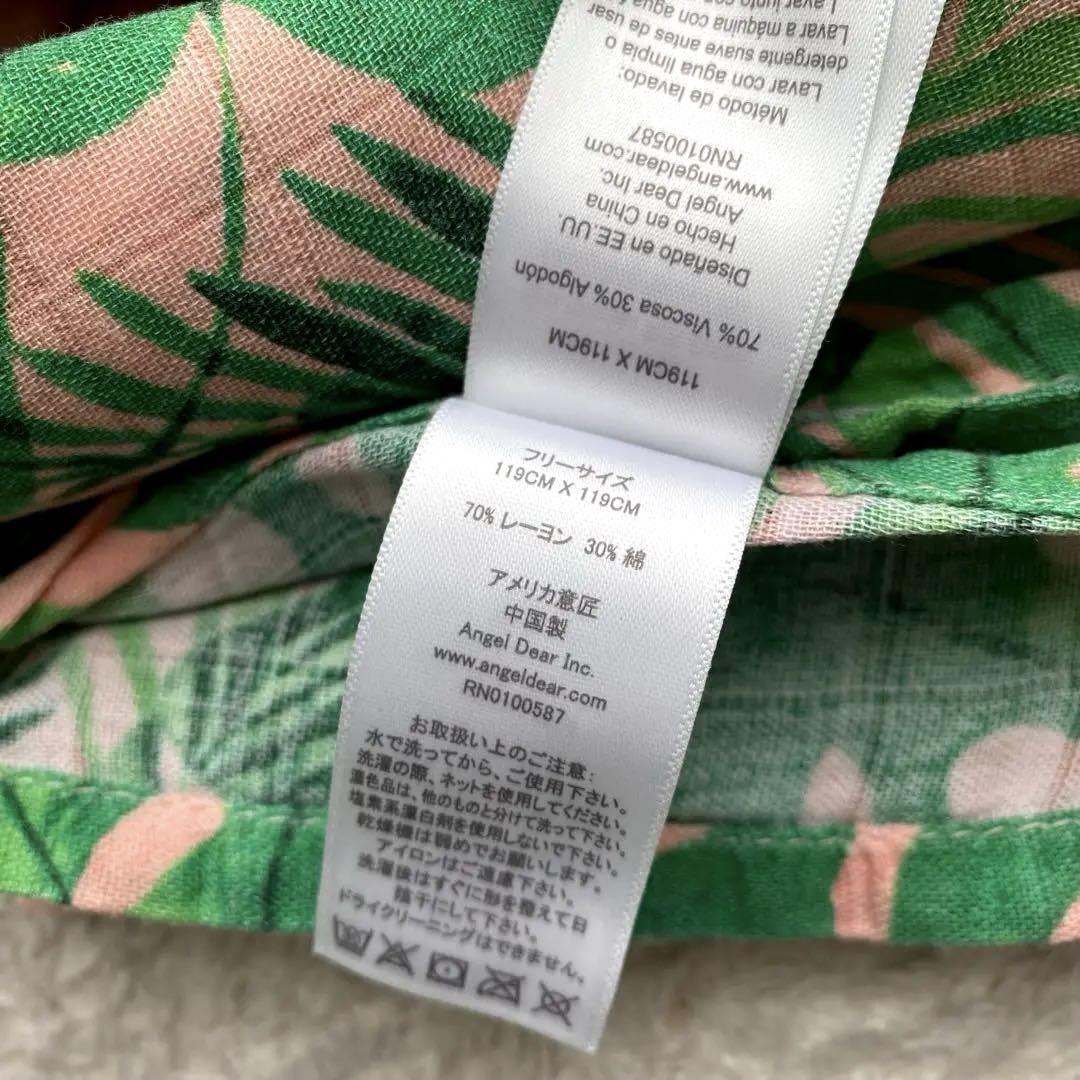 119CM X 119CM
70% Viscosa 30% Algodón
Diseñado en EE.UU.
Hecho en China
Angel Dear Inc.
www.angeldear.com
RN0100587
Método de lavado:
Lavar con agua limpia o
detergente suave antes de usar
Lavar a máquina con agua
Lavar junto
フリーサイズ
119CM X 119CM
70% レーヨン 30% 綿
アメリカ意匠
中国製
Angel Dear Inc.
www.angeldear.com
RN0100587
お取扱い上のご注意:
水で洗ってから、ご使用下さい。
洗濯の際、ネットを使用してください。
濃色品は、他のものと分けて洗って下さい。
塩素系漂白剤を使用しないで下さい。
乾燥機は弱めでお願いします。
アイロンはご遠慮下さい。
洗濯後はすぐに形を整えて日
陰干にして下さい。
ドライクリーニングはできません。